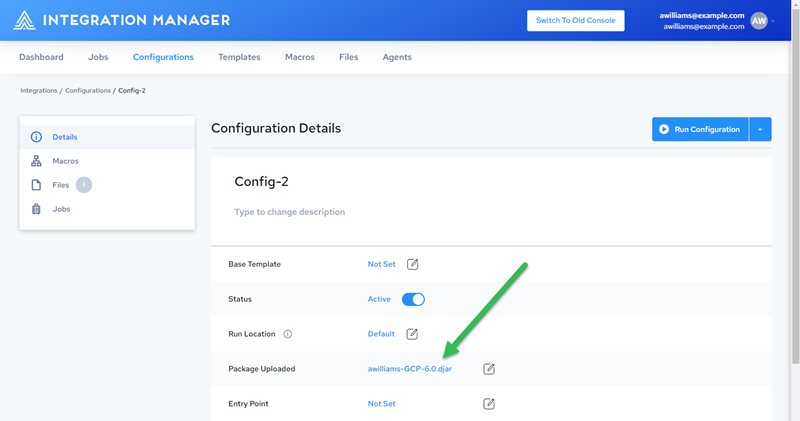 INTEGRATION MANAGER
Switch To Old Console
awilliams@example.com
awilliams@example.com
AW
Dashboard Jobs Configurations Templates Macros Files Agents
Integrations / Configurations / Config-2
Details
Macros
Files 1
Jobs
Configuration Details
Run Configuration
Config-2
Type to change description
Base Template Not Set
Status Active
Run Location Default
Package Uploaded awilliams-GCP-6.0.djar
Entry Point Not Set